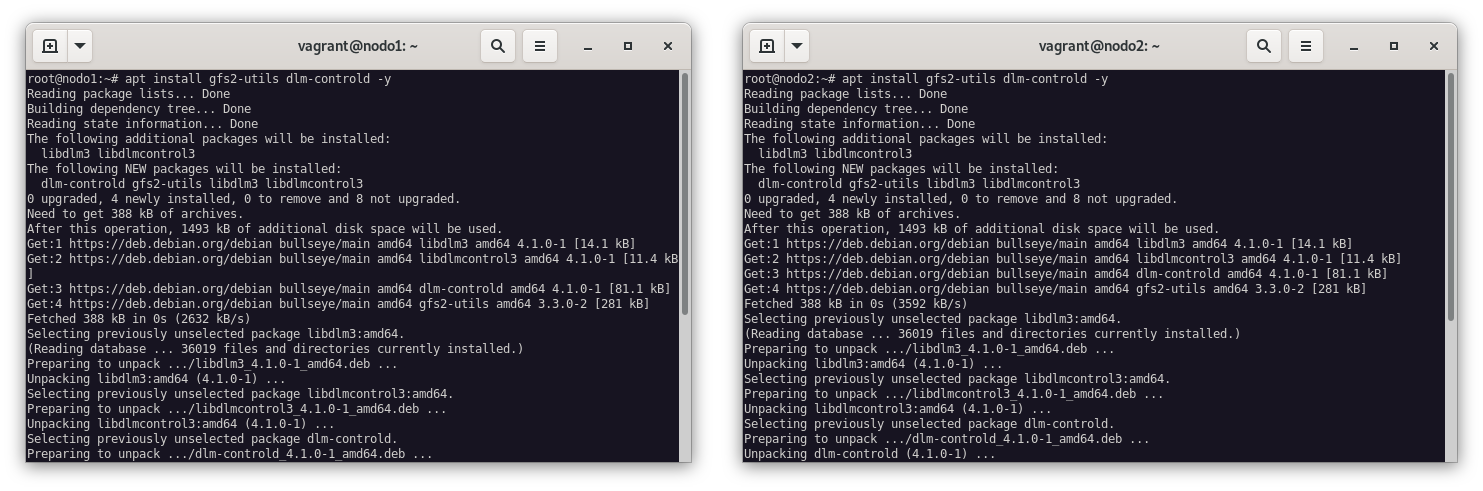 vagrant@nodo1: ~
root@nodo1:~# apt install gfs2-utils dlm-controld -y
Reading package lists... Done
Building dependency tree... Done
Reading state information... Done
The following additional packages will be installed:
  libdlm3 libdlmcontrol3
The following NEW packages will be installed:
  dlm-controld gfs2-utils libdlm3 libdlmcontrol3
0 upgraded, 4 newly installed, 0 to remove and 8 not upgraded.
Need to get 388 kB of archives.
After this operation, 1493 kB of additional disk space will be used.
Get:1 https://deb.debian.org/debian bullseye/main amd64 libdlm3 amd64 4.1.0-1 [14.1 kB]
Get:2 https://deb.debian.org/debian bullseye/main amd64 libdlmcontrol3 amd64 4.1.0-1 [11.4 kB
]
Get:3 https://deb.debian.org/debian bullseye/main amd64 dlm-controld amd64 4.1.0-1 [81.1 kB]
Get:4 https://deb.debian.org/debian bullseye/main amd64 gfs2-utils amd64 3.3.0-2 [281 kB]
Fetched 388 kB in 0s (2632 kB/s)
Selecting previously unselected package libdlm3:amd64.
(Reading database ... 36019 files and directories currently installed.)
Preparing to unpack .../libdlm3_4.1.0-1_amd64.deb ...
Unpacking libdlm3:amd64 (4.1.0-1) ...
Selecting previously unselected package libdlmcontrol3:amd64.
Preparing to unpack .../libdlmcontrol3_4.1.0-1_amd64.deb ...
Unpacking libdlmcontrol3:amd64 (4.1.0-1) ...
Selecting previously unselected package dlm-controld.
Preparing to unpack .../dlm-controld_4.1.0-1_amd64.deb ...
vagrant@nodo2: ~
root@nodo2:~# apt install gfs2-utils dlm-controld -y
Reading package lists... Done
Building dependency tree... Done
Reading state information... Done
The following additional packages will be installed:
  libdlm3 libdlmcontrol3
The following NEW packages will be installed:
  dlm-controld gfs2-utils libdlm3 libdlmcontrol3
0 upgraded, 4 newly installed, 0 to remove and 8 not upgraded.
Need to get 388 kB of archives.
After this operation, 1493 kB of additional disk space will be used.
Get:1 https://deb.debian.org/debian bullseye/main amd64 libdlm3 amd64 4.1.0-1 [14.1 kB]
Get:2 https://deb.debian.org/debian bullseye/main amd64 libdlmcontrol3 amd64 4.1.0-1 [11.4 kB]
Get:3 https://deb.debian.org/debian bullseye/main amd64 dlm-controld amd64 4.1.0-1 [81.1 kB]
Get:4 https://deb.debian.org/debian bullseye/main amd64 gfs2-utils amd64 3.3.0-2 [281 kB]
Fetched 388 kB in 0s (3592 kB/s)
Selecting previously unselected package libdlm3:amd64.
(Reading database ... 36019 files and directories currently installed.)
Preparing to unpack .../libdlm3_4.1.0-1_amd64.deb ...
Unpacking libdlm3:amd64 (4.1.0-1) ...
Selecting previously unselected package libdlmcontrol3:amd64.
Preparing to unpack .../libdlmcontrol3_4.1.0-1_amd64.deb ...
Unpacking libdlmcontrol3:amd64 (4.1.0-1) ...
Selecting previously unselected package dlm-controld.
Preparing to unpack .../dlm-controld_4.1.0-1_amd64.deb ...
Unpacking dlm-controld (4.1.0-1) ...